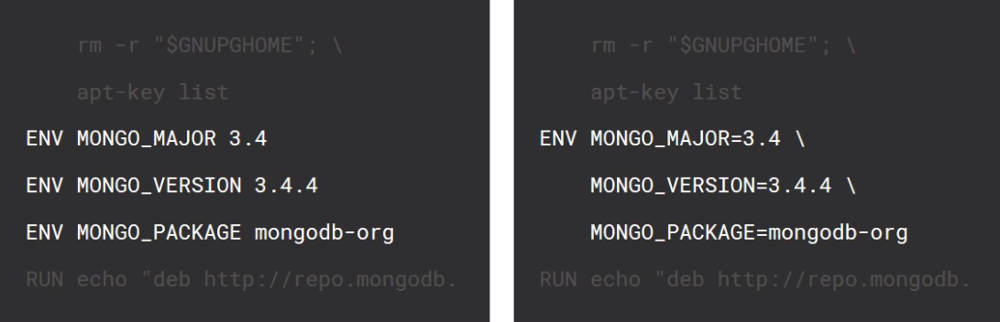 rm -r "$GNUPGHOME"; \
apt-key list
ENV MONGO_MAJOR 3.4
ENV MONGO_VERSION 3.4.4
ENV MONGO_PACKAGE mongodb-org
RUN echo "deb http://repo.mongodb.
rm -r "$GNUPGHOME"; \
apt-key list
ENV MONGO_MAJOR=3.4 \
MONGO_VERSION=3.4.4 \
MONGO_PACKAGE=mongodb-org
RUN echo "deb http://repo.mongodb.